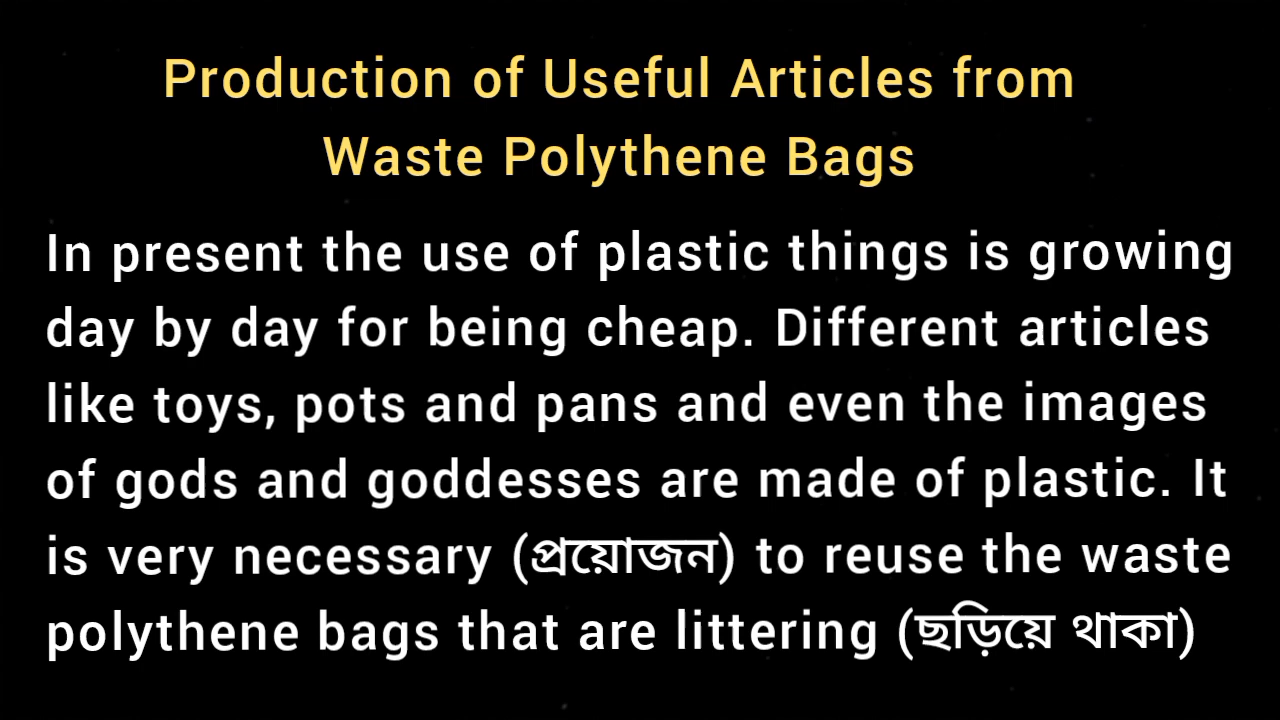 Production of Useful Articles from
Waste Polythene Bags
In present the use of plastic things is growing
day by day for being cheap. Different articles
like toys, pots and pans and even the images
of gods and goddesses are made of plastic. It
is very necessary (প্রয়োজন) to reuse the waste
polythene bags that are littering (ছড়িয়ে থাকা)